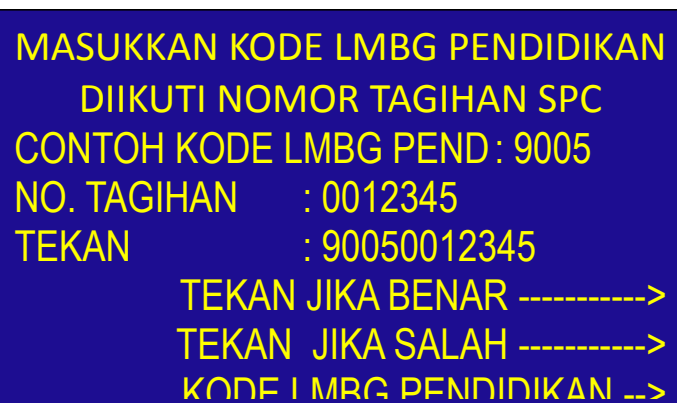 MASUKKAN KODE LMBG PENDIDIKAN
DIIKUTI NOMOR TAGIHAN SPC
CONTOH KODE LMBG PEND : 9005
NO. TAGIHAN : 0012345
TEKAN : 90050012345
TEKAN JIKA BENAR ----------->
TEKAN JIKA SALAH ----------->
KODE LMBG PENDIDIKAN -->